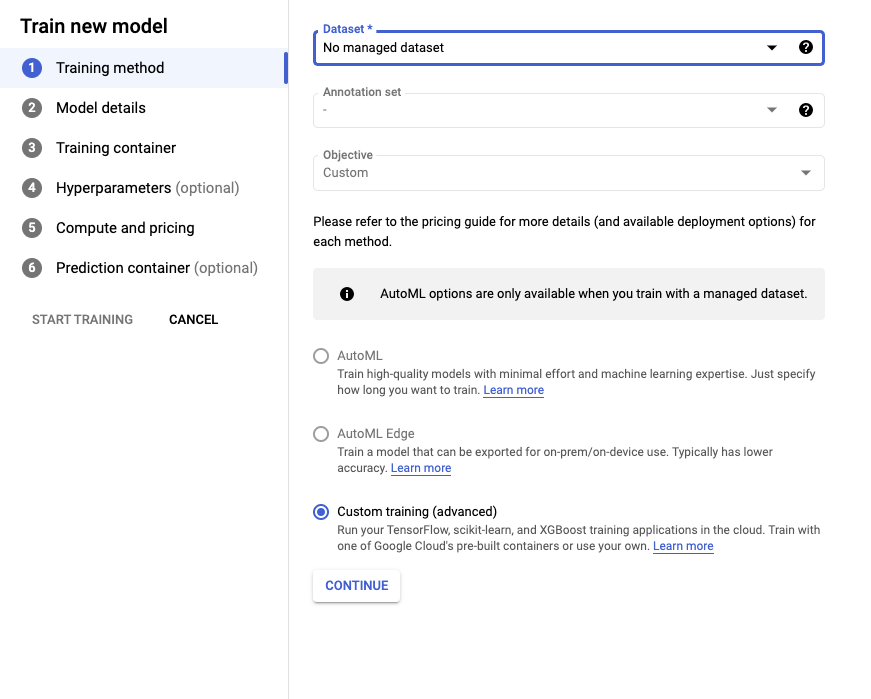 Train new model
1 Training method
2 Model details
3 Training container
4 Hyperparameters (optional)
5 Compute and pricing
6 Prediction container (optional)
START TRAINING CANCEL
Dataset *
No managed dataset
Annotation set
-
Objective
Custom
Please refer to the pricing guide for more details (and available deployment options) for
each method.
AutoML options are only available when you train with a managed dataset.
AutoML
Train high-quality models with minimal effort and machine learning expertise. Just specify
how long you want to train. Learn more
AutoML Edge
Train a model that can be exported for on-prem/on-device use. Typically has lower
accuracy. Learn more
Custom training (advanced)
Run your TensorFlow, scikit-learn, and XGBoost training applications in the cloud. Train with
one of Google Cloud's pre-built containers or use your own. Learn more
CONTINUE